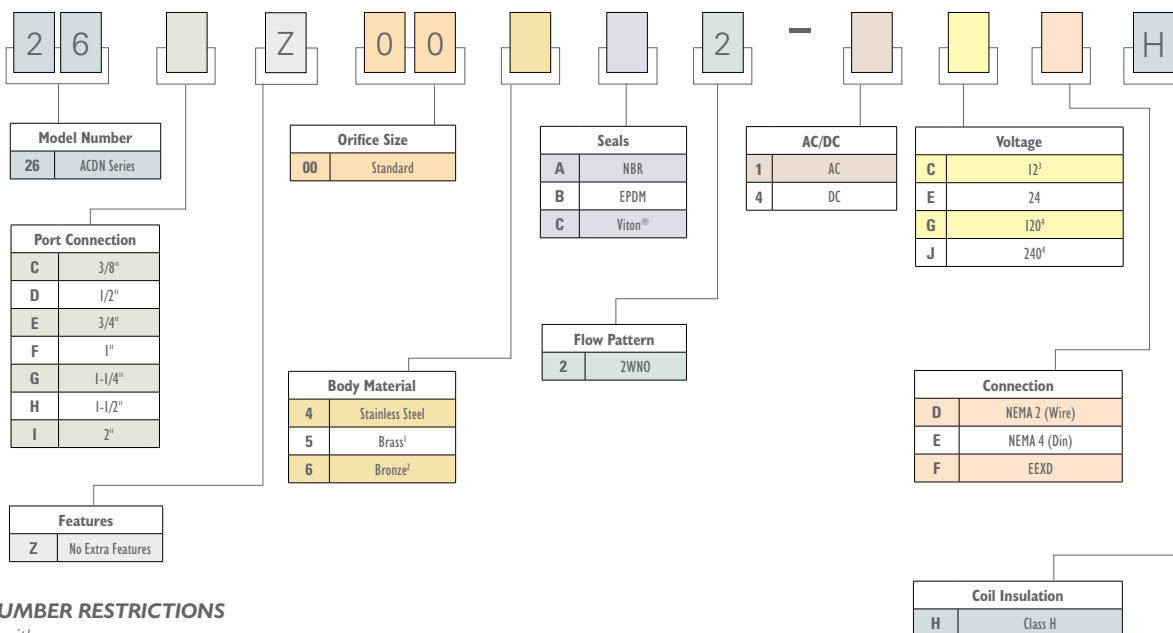 2 6 Z 0 0 2 – H
Model Number
26 ACDN Series
Port Connection
C 3/8"
D 1/2"
E 3/4"
F 1"
G 1-1/4"
H 1-1/2"
I 2"
Features
Z No Extra Features
Orifice Size
00 Standard
Body Material
4 Stainless Steel
5 Brass¹
6 Bronze²
Seals
A NBR
B EPDM
C Viton®
Flow Pattern
2 2WNO
AC/DC
1 AC
4 DC
Voltage
C 12³
E 24
G 120⁴
J 240⁴
Connection
D NEMA 2 (Wire)
E NEMA 4 (Din)
F EEXD
Coil Insulation
H Class H
UMBER RESTRICTIONS